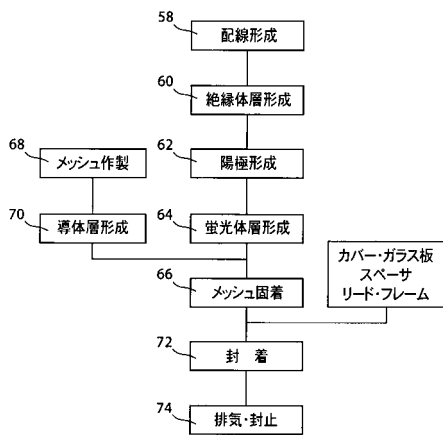 58
配線形成
60
絶縁体層形成
68
メッシュ作製
62
陽極形成
70
導体層形成
64
蛍光体層形成
カバー・ガラス板
スペーサ
リード・フレーム
66
メッシュ固着
72
封 着
74
排気・封止